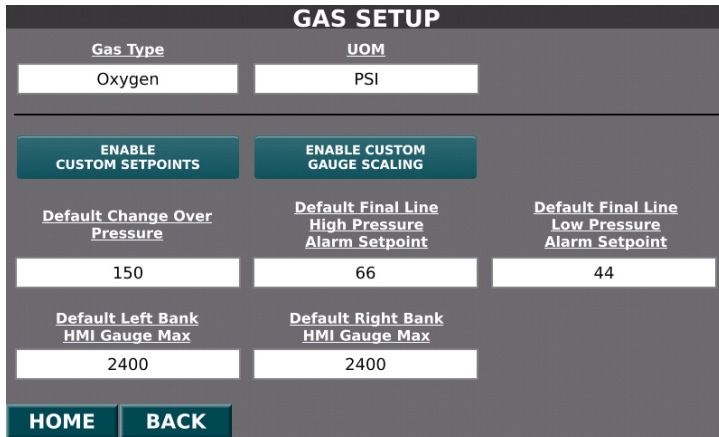 GAS SETUP
Gas Type
UOM
Oxygen
PSI
ENABLE
CUSTOM SETPOINTS
ENABLE CUSTOM
GAUGE SCALING
Default Change Over
Pressure
Default Final Line
High Pressure
Alarm Setpoint
Default Final Line
Low Pressure
Alarm Setpoint
150
66
44
Default Left Bank
HMI Gauge Max
Default Right Bank
HMI Gauge Max
2400
2400
HOME
BACK